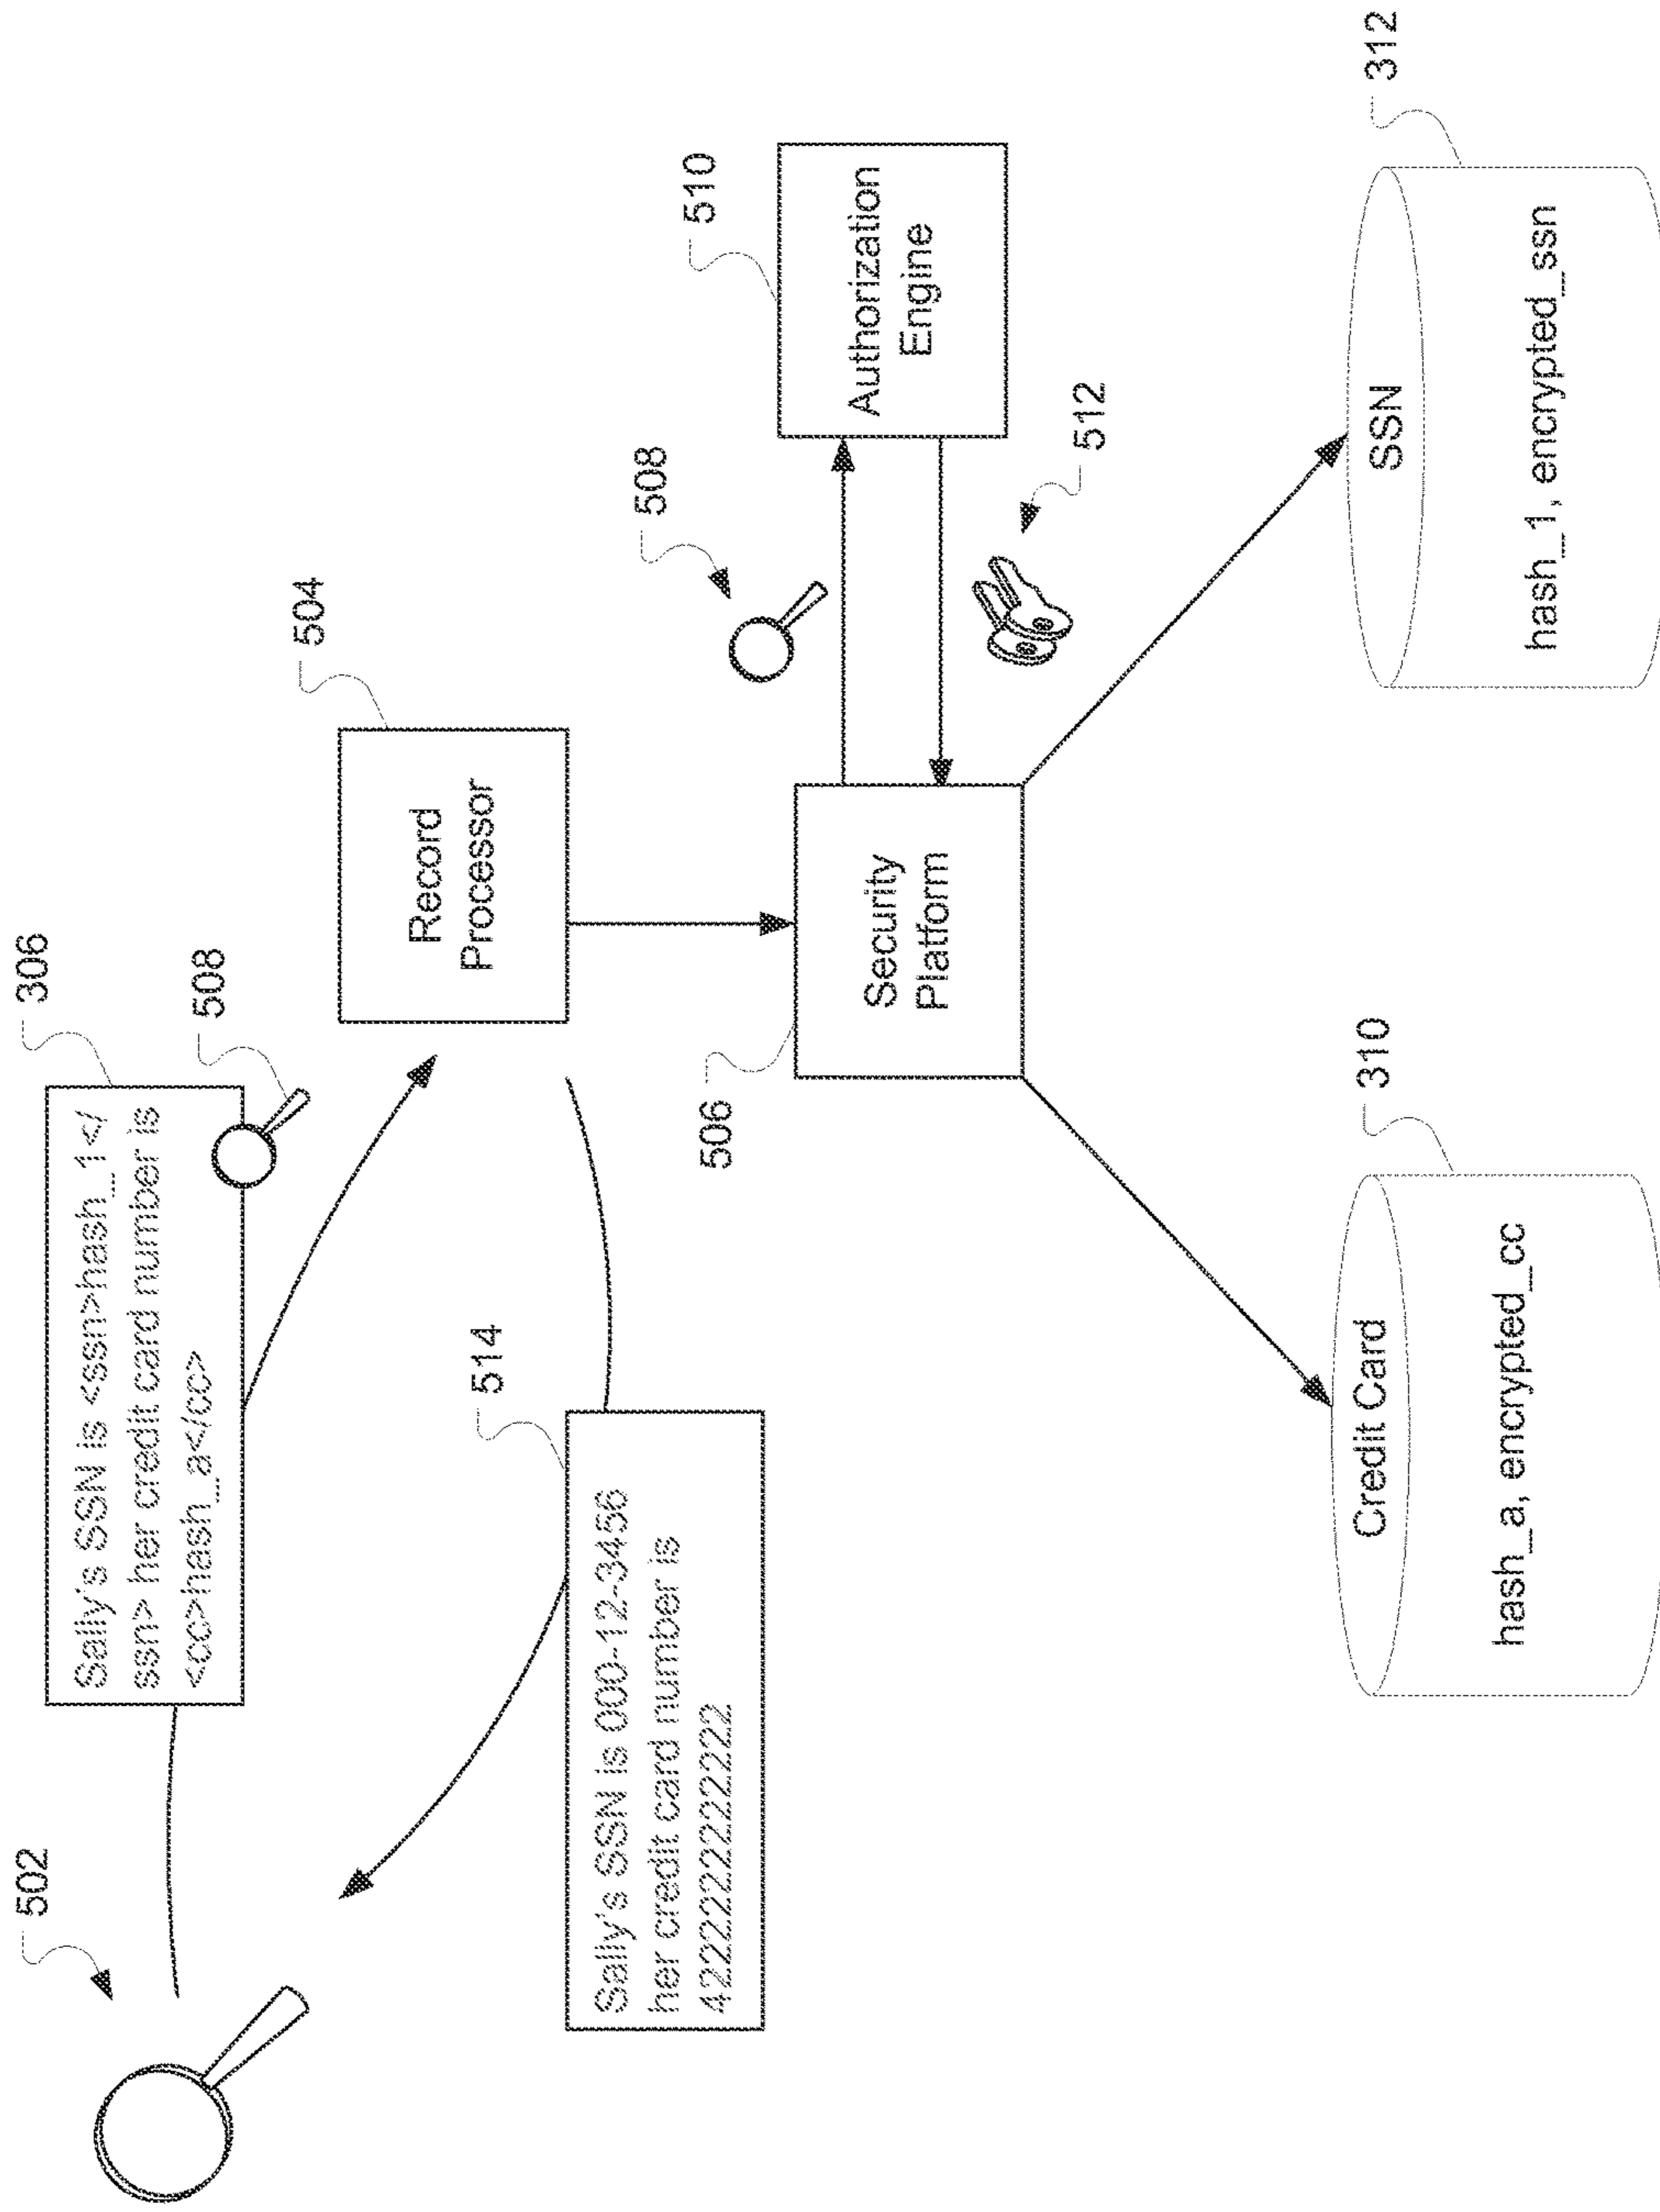 502
306
Sally's SSN is <ssn>hash_1</
ssn> her credit card number is
<cc>hash_a</cc>
508
504
Record
Processor
514
Sally's SSN is 000-12-3456
her credit card number is
4222222222222
508
510
506
Security
Platform
Authorization
Engine
512
310
Credit Card
hash_a, encrypted_cc
312
SSN
hash_1, encrypted_ssn